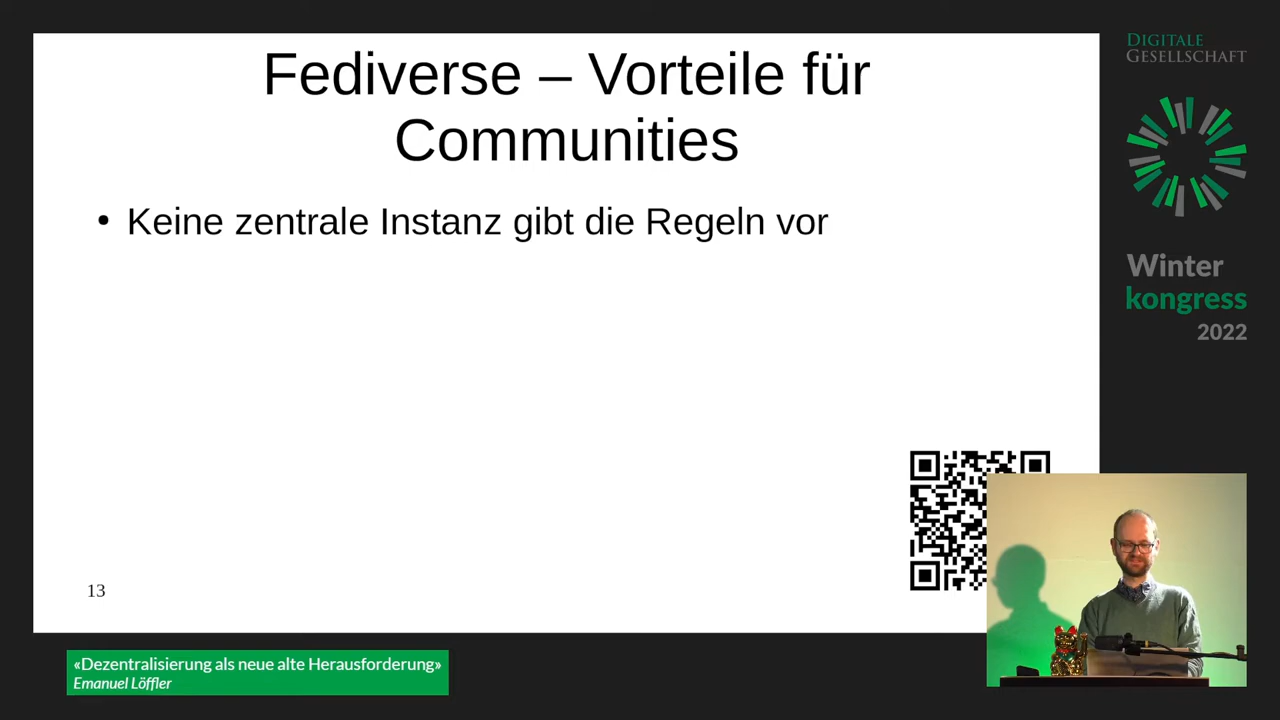 Fediverse – Vorteile für
Communities
• Keine zentrale Instanz gibt die Regeln vor
13
DIGITALE
GESELLSCHAFT
Winter
kongress
2022
«Dezentralisierung als neue alte Herausforderung»
Emanuel Löffler